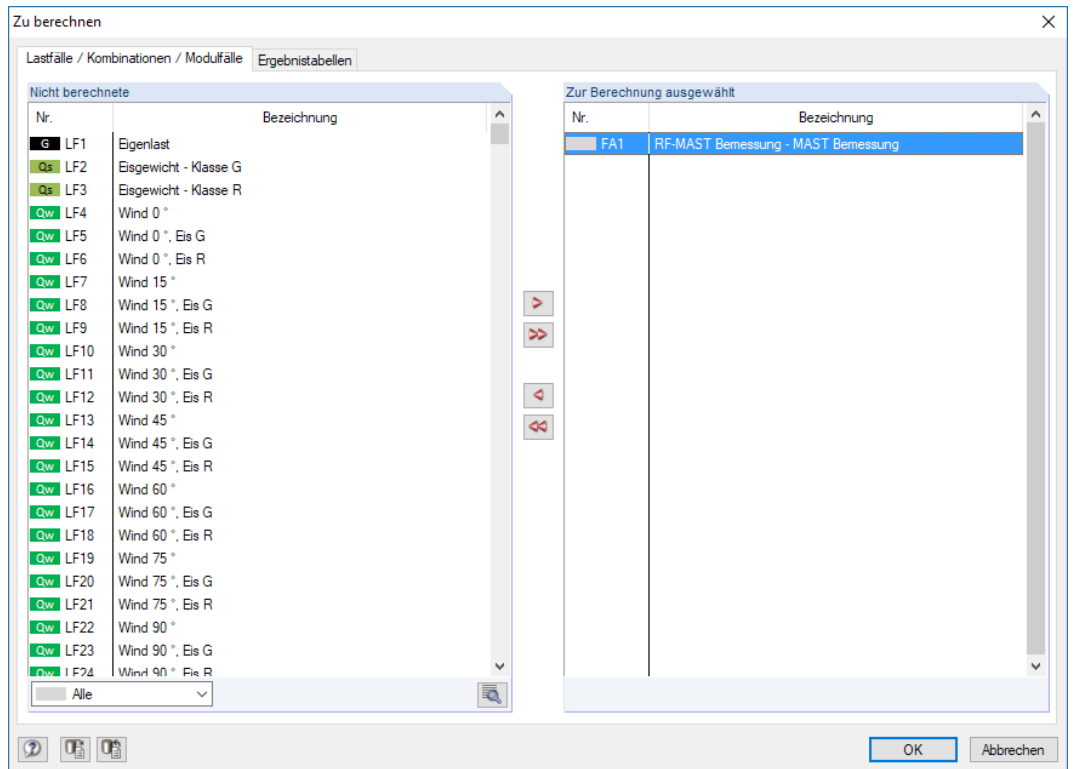 Zu berechnen
Lastfälle / Kombinationen / Modulfälle Ergebnistabellen
Nicht berechnete
Nr. Bezeichnung
G LF1 Eigenlast
Qs LF2 Eisgewicht - Klasse G
Qs LF3 Eisgewicht - Klasse R
Qw LF4 Wind 0 °
Qw LF5 Wind 0 °, Eis G
Qw LF6 Wind 0 °, Eis R
Qw LF7 Wind 15 °
Qw LF8 Wind 15 °, Eis G
Qw LF9 Wind 15 °, Eis R
Qw LF10 Wind 30 °
Qw LF11 Wind 30 °, Eis G
Qw LF12 Wind 30 °, Eis R
Qw LF13 Wind 45 °
Qw LF14 Wind 45 °, Eis G
Qw LF15 Wind 45 °, Eis R
Qw LF16 Wind 60 °
Qw LF17 Wind 60 °, Eis G
Qw LF18 Wind 60 °, Eis R
Qw LF19 Wind 75 °
Qw LF20 Wind 75 °, Eis G
Qw LF21 Wind 75 °, Eis R
Qw LF22 Wind 90 °
Qw LF23 Wind 90 °, Eis G
Qw LF24 Wind 90 °, Eis R
Alle
Zur Berechnung ausgewählt
Nr. Bezeichnung
FA1 RF-MAST Bemessung - MAST Bemessung
OK Abbrechen